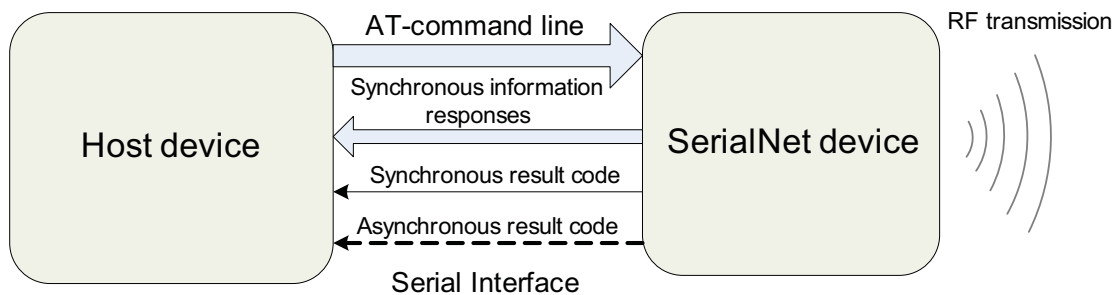 AT-command line
RF transmission
Synchronous information
responses
Host device
SerialNet device
Synchronous result code
Asynchronous result code
Serial Interface